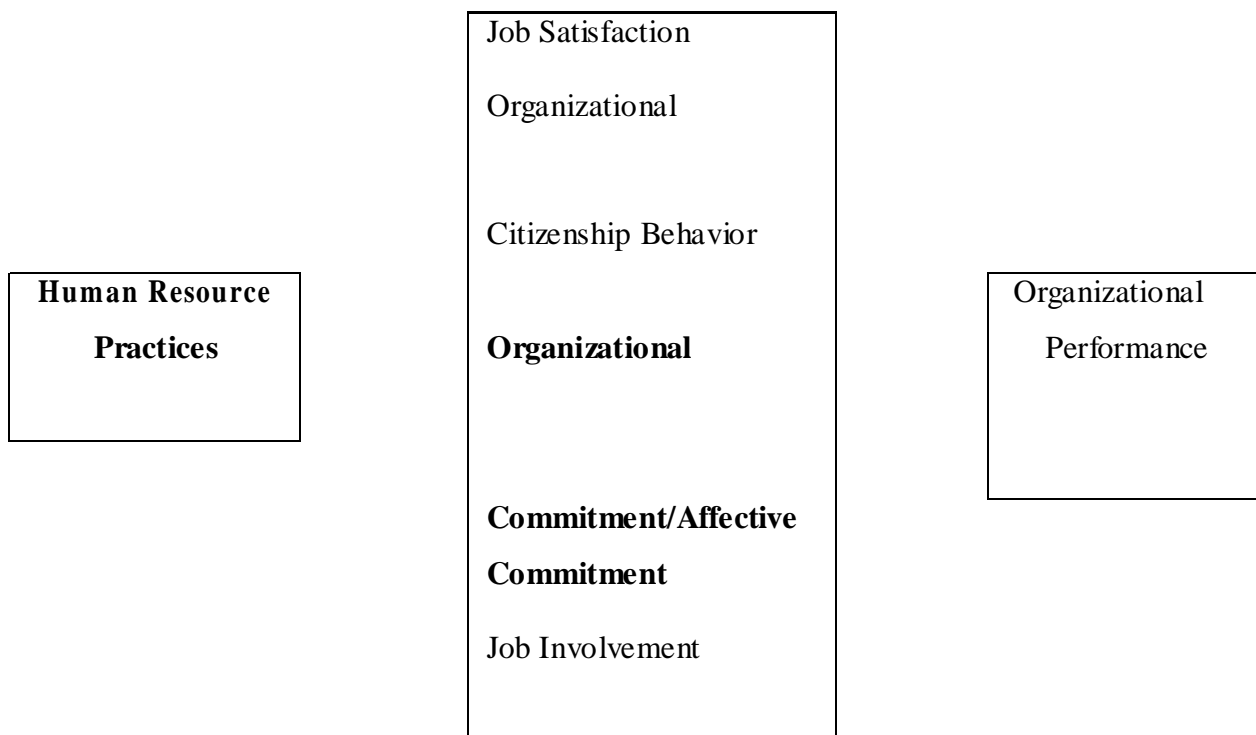 Human Resource
Practices
Job Satisfaction
Organizational
Citizenship Behavior
Organizational
Commitment/Affective
Commitment
Job Involvement
Organizational
Performance